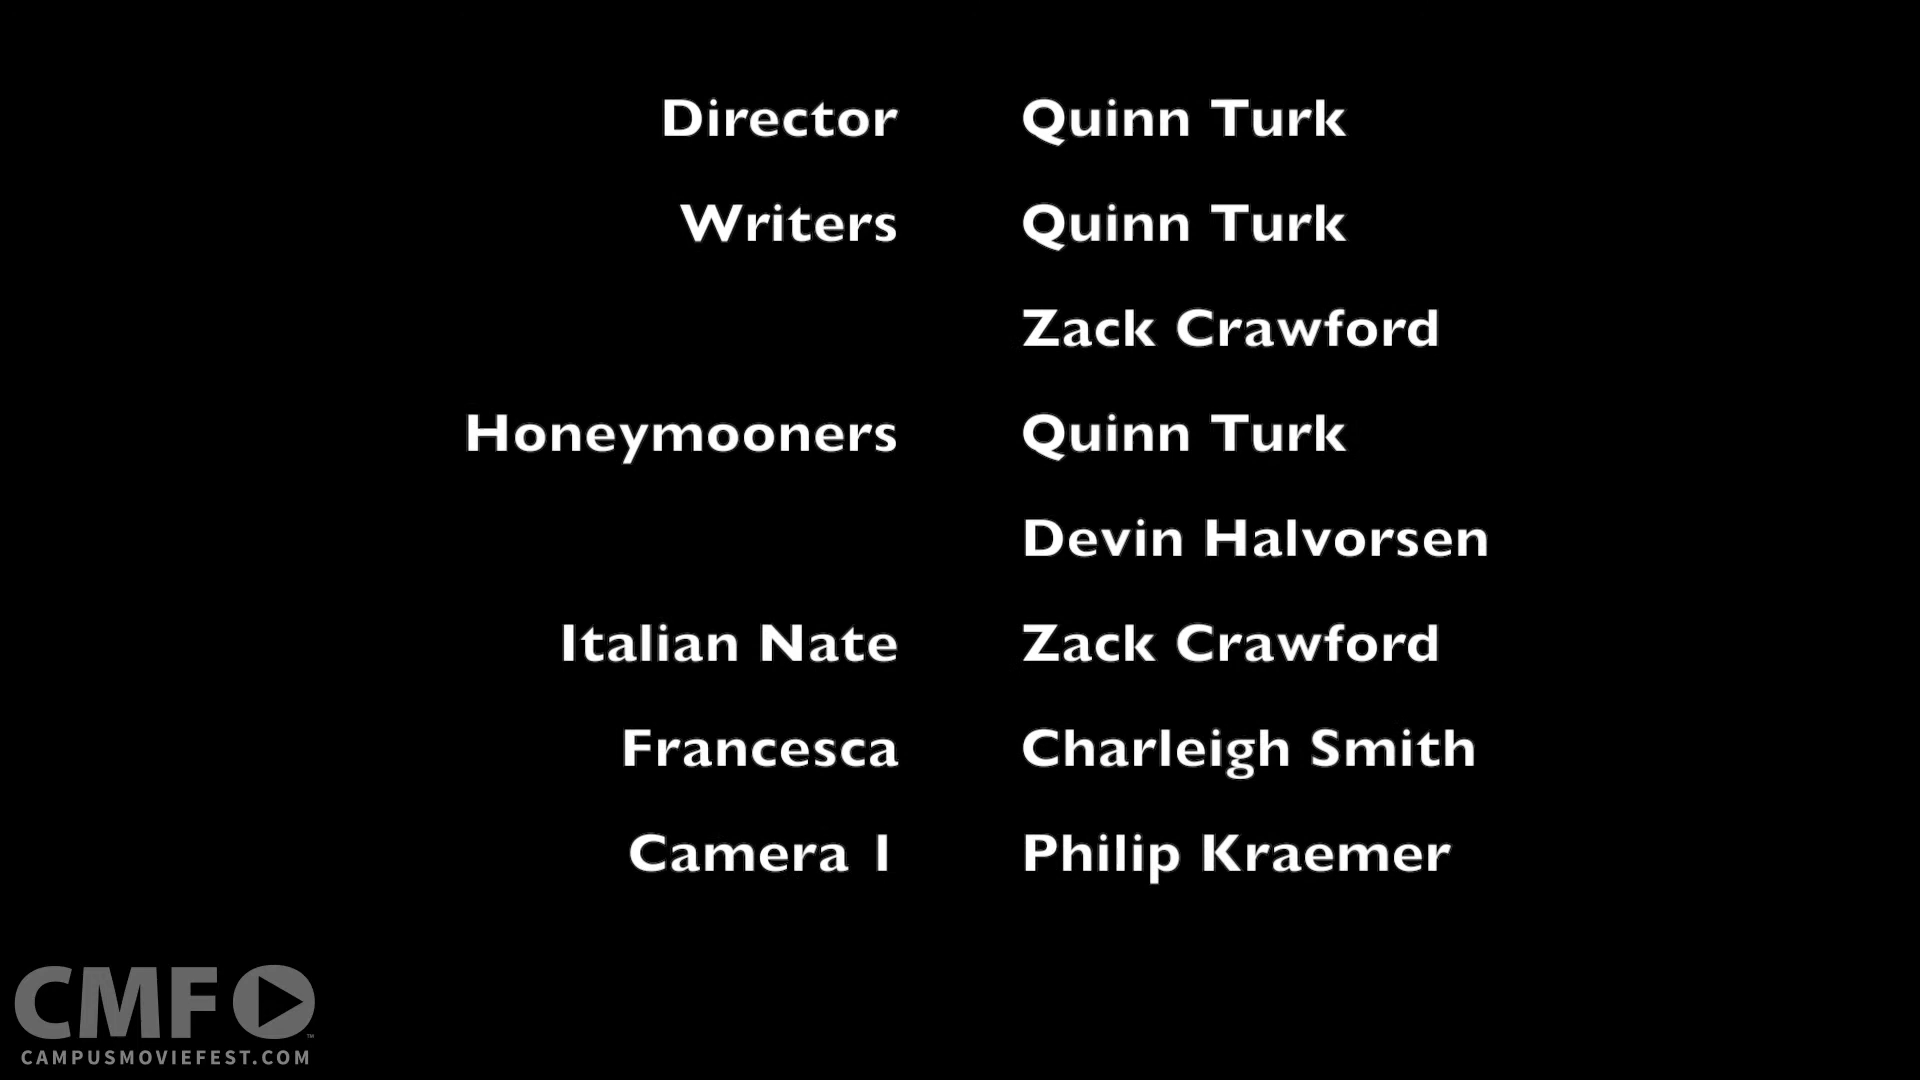 Director Quinn Turk
Writers Quinn Turk
Zack Crawford
Honeymooners Quinn Turk
Devin Halvorsen
Italian Nate Zack Crawford
Francesca Charleigh Smith
Camera 1 Philip Kraemer
CMF
CAMPUSMOVIEFEST.COM